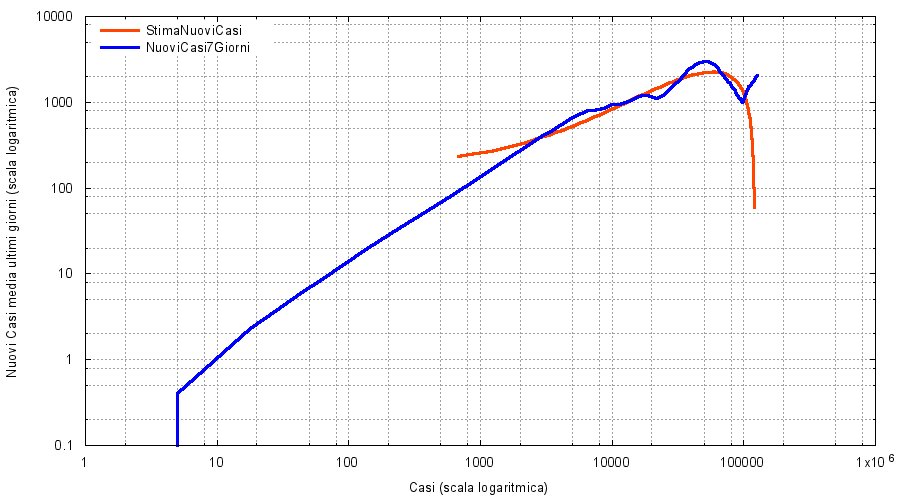 StimaNuoviCasi
NuoviCasi7Giorni
Nuovi Casi media ultimi giorni (scala logaritmica)
10000
1000
100
10
1
0.1
1
10
100
1000
10000
100000
1x10 6
Casi (scala logaritmica)